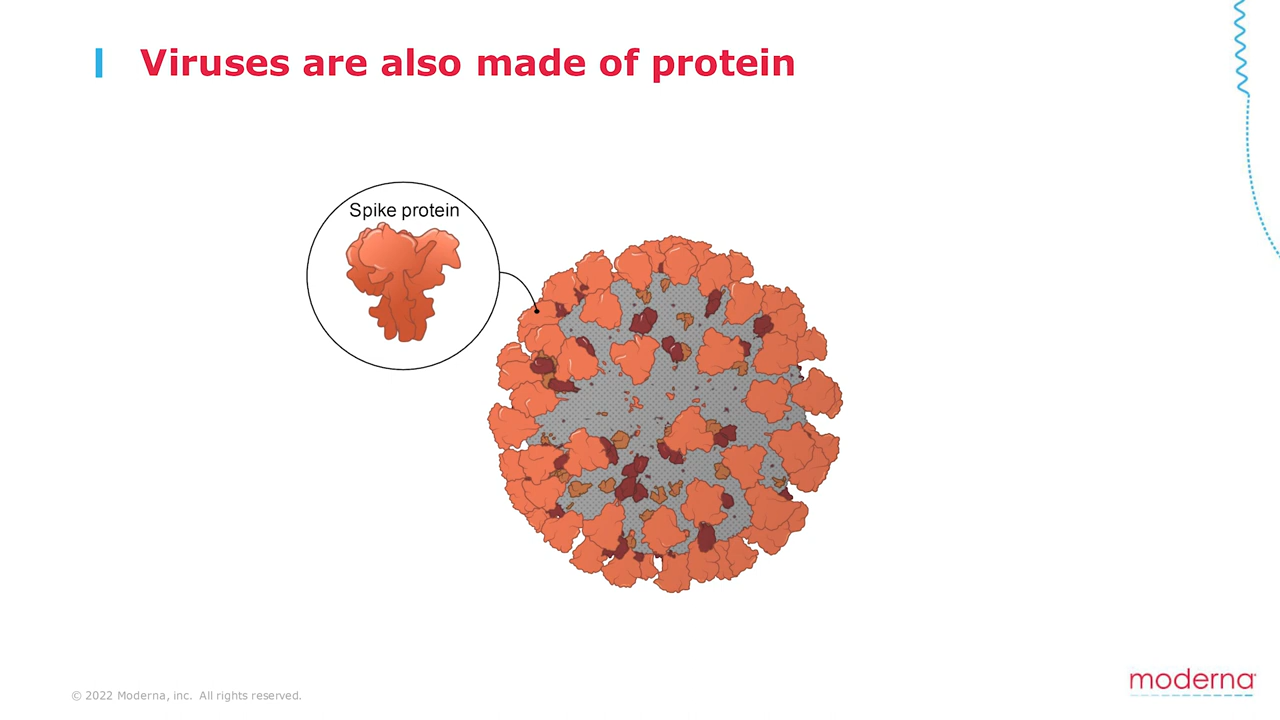 Viruses are also made of protein
Spike protein
© 2022 Moderna, inc. All rights reserved.
moderna